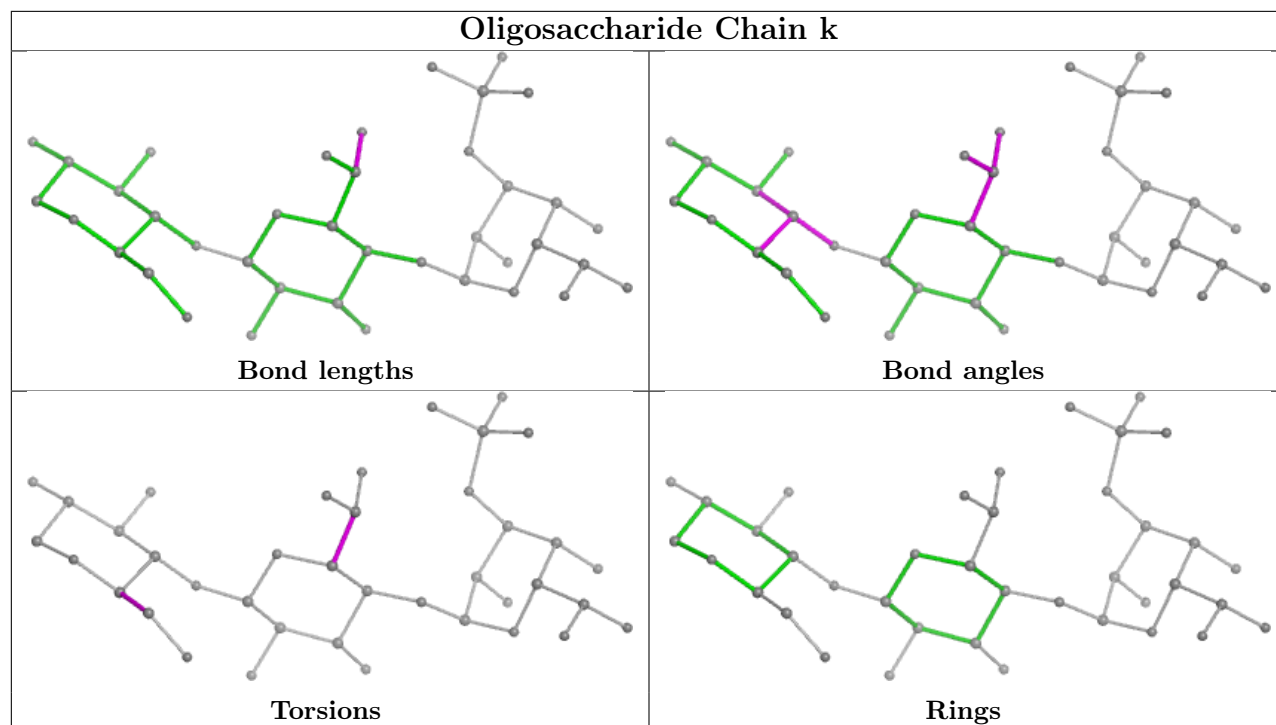 Oligosaccharide Chain k
Bond lengths
Bond angles
Torsions
Rings